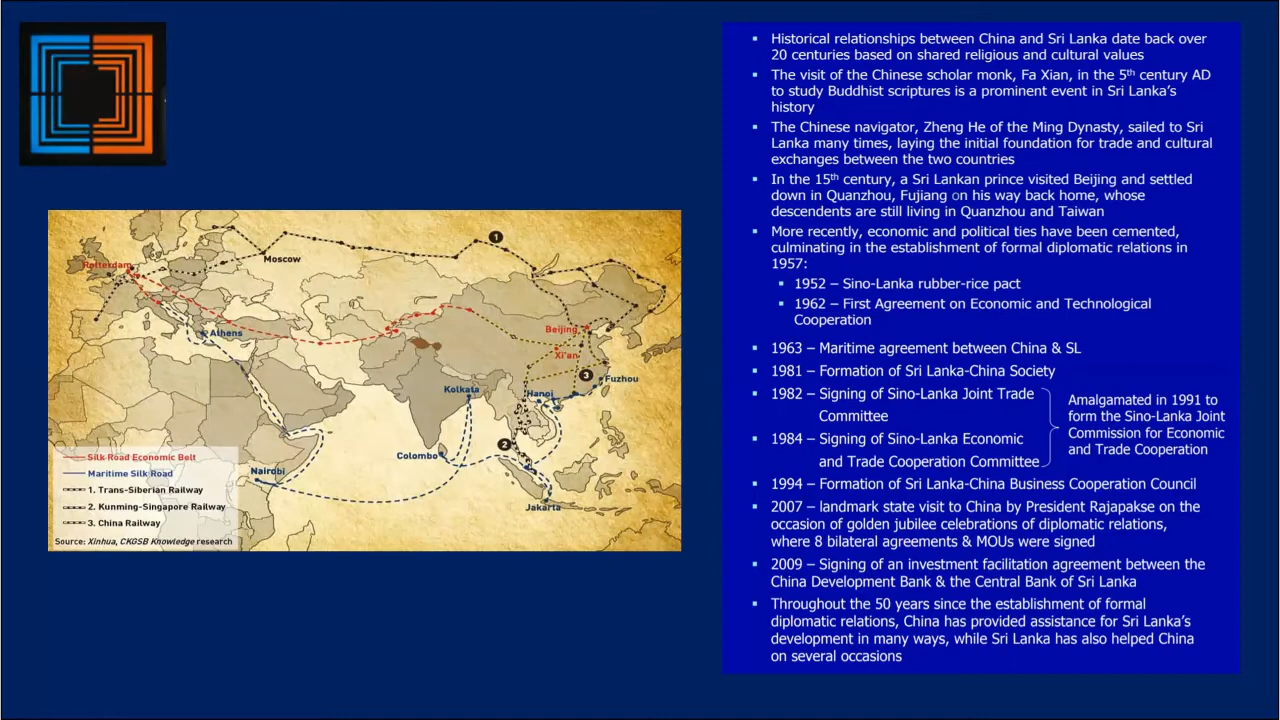 Rotterdam
Moscow
1
Athens
Beijing
Xi'an
3
Fuzhou
Kolkata
Hanoi
2
Colombo
Nairobi
Jakarta
Silk Road Economic Belt
Maritime Silk Road
1. Trans-Siberian Railway
2. Kunming-Singapore Railway
3. China Railway
Source: Xinhua, CKGSB Knowledge research
▪ Historical relationships between China and Sri Lanka date back over
20 centuries based on shared religious and cultural values
▪ The visit of the Chinese scholar monk, Fa Xian, in the 5th century AD
to study Buddhist scriptures is a prominent event in Sri Lanka's
history
▪ The Chinese navigator, Zheng He of the Ming Dynasty, sailed to Sri
Lanka many times, laying the initial foundation for trade and cultural
exchanges between the two countries
▪ In the 15th century, a Sri Lankan prince visited Beijing and settled
down in Quanzhou, Fujiang on his way back home, whose
descendents are still living in Quanzhou and Taiwan
▪ More recently, economic and political ties have been cemented,
culminating in the establishment of formal diplomatic relations in
1957:
▪ 1952 – Sino-Lanka rubber-rice pact
▪ 1962 – First Agreement on Economic and Technological
Cooperation
▪ 1963 – Maritime agreement between China & SL
▪ 1981 – Formation of Sri Lanka-China Society
▪ 1982 – Signing of Sino-Lanka Joint Trade
Committee
▪ 1984 – Signing of Sino-Lanka Economic
and Trade Cooperation Committee
Amalgamated in 1991 to
form the Sino-Lanka Joint
Commission for Economic
and Trade Cooperation
▪ 1994 – Formation of Sri Lanka-China Business Cooperation Council
▪ 2007 – landmark state visit to China by President Rajapakse on the
occasion of golden jubilee celebrations of diplomatic relations,
where 8 bilateral agreements & MOUs were signed
▪ 2009 – Signing of an investment facilitation agreement between the
China Development Bank & the Central Bank of Sri Lanka
▪ Throughout the 50 years since the establishment of formal
diplomatic relations, China has provided assistance for Sri Lanka's
development in many ways, while Sri Lanka has also helped China
on several occasions